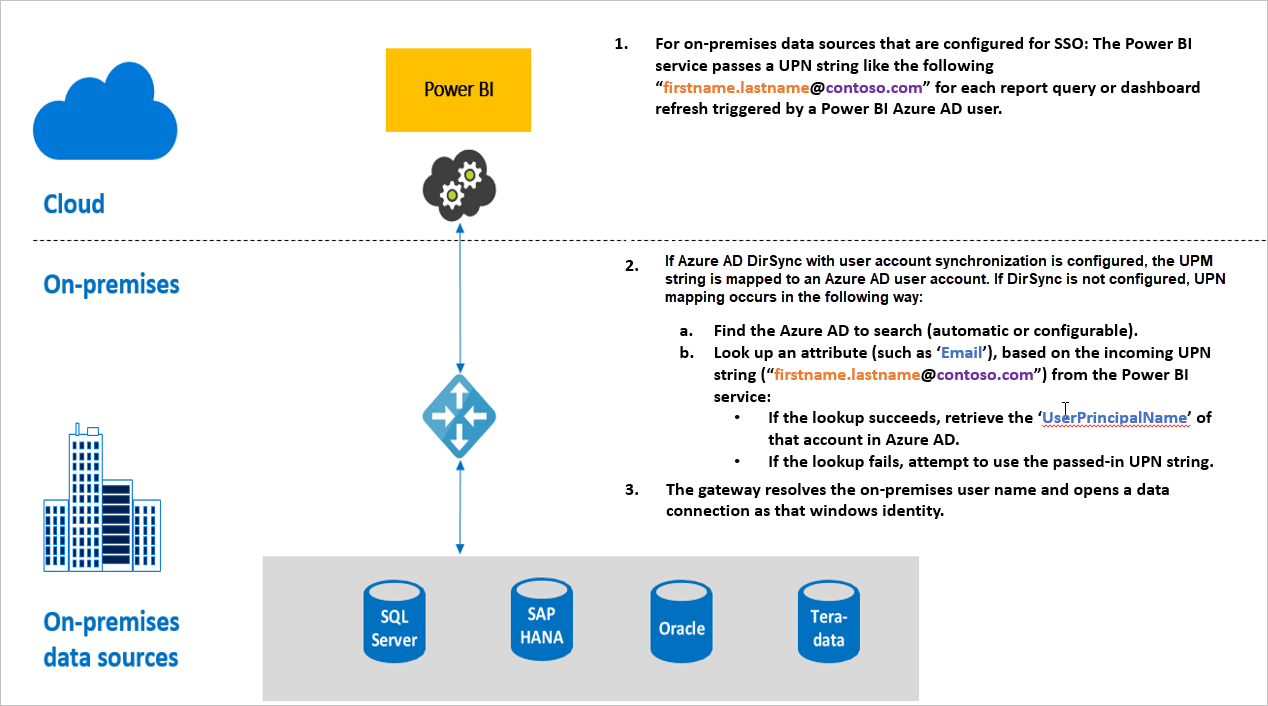 Power BI
Cloud
1. For on-premises data sources that are configured for SSO: The Power BI
service passes a UPN string like the following
“firstname.lastname@contoso.com” for each report query or dashboard
refresh triggered by a Power BI Azure AD user.
On-premises
2. If Azure AD DirSync with user account synchronization is configured, the UPM
string is mapped to an Azure AD user account. If DirSync is not configured, UPN
mapping occurs in the following way:
a. Find the Azure AD to search (automatic or configurable).
b. Look up an attribute (such as ‘Email’), based on the incoming UPN
string (“firstname.lastname@contoso.com”) from the Power BI
service:
• If the lookup succeeds, retrieve the ‘UserPrincipalName’ of
that account in Azure AD.
• If the lookup fails, attempt to use the passed-in UPN string.
3. The gateway resolves the on-premises user name and opens a data
connection as that windows identity.
On-premises
data sources
SQL
Server
SAP
HANA
Oracle
Tera-
data